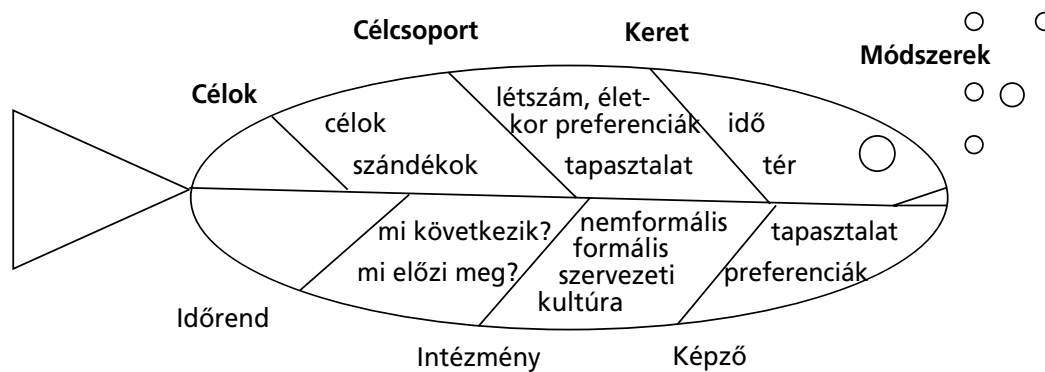 Célcsoport
Keret
Módszerek
Célok
célok
szándékok
létszám, élet-
kor preferenciák
tapasztalat
idő
tér
mi következik?
mi előzi meg?
nemformális
formális
szervezeti
kultúra
tapasztalat
preferenciák
Időrend
Intézmény
Képző